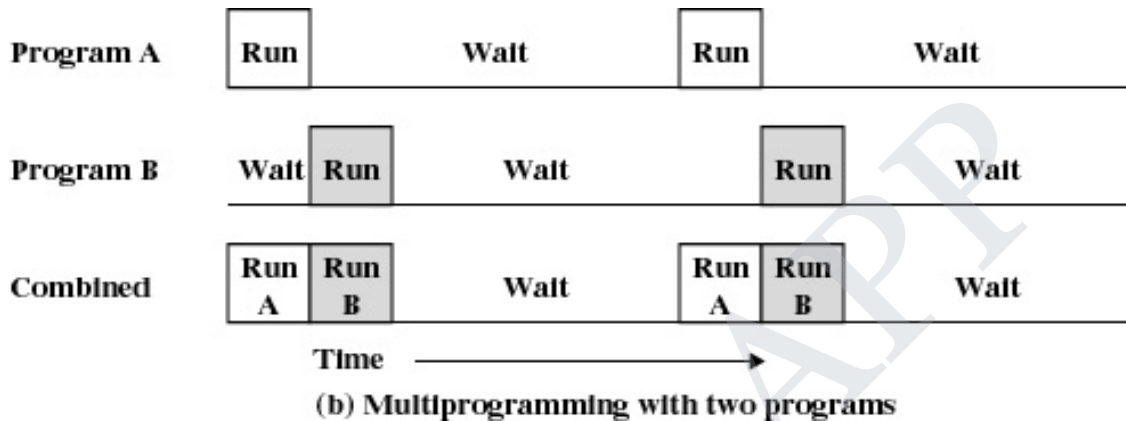 Program A Run Wait Run Wait
Program B Wait Run Wait Run Wait
Combined Run A Run B Wait Run A Run B Wait
Time
(b) Multiprogramming with two programs
APP